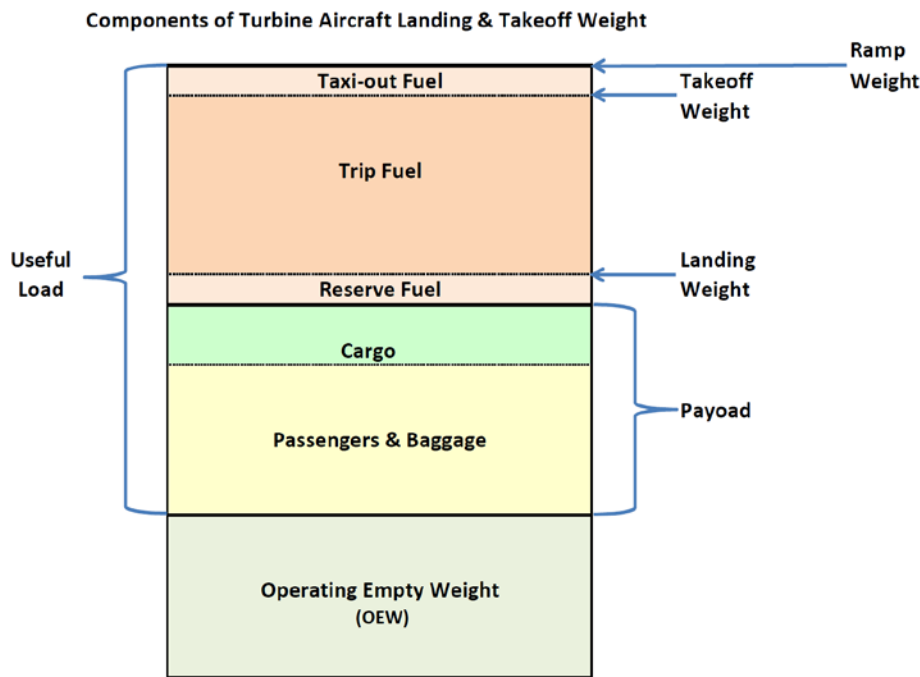 Components of Turbine Aircraft Landing & Takeoff Weight
Ramp
Weight
Taxi-out Fuel
Takeoff
Weight
Trip Fuel
Useful
Load
Landing
Weight
Reserve Fuel
Cargo
Payoad
Passengers & Baggage
Operating Empty Weight
(OEW)